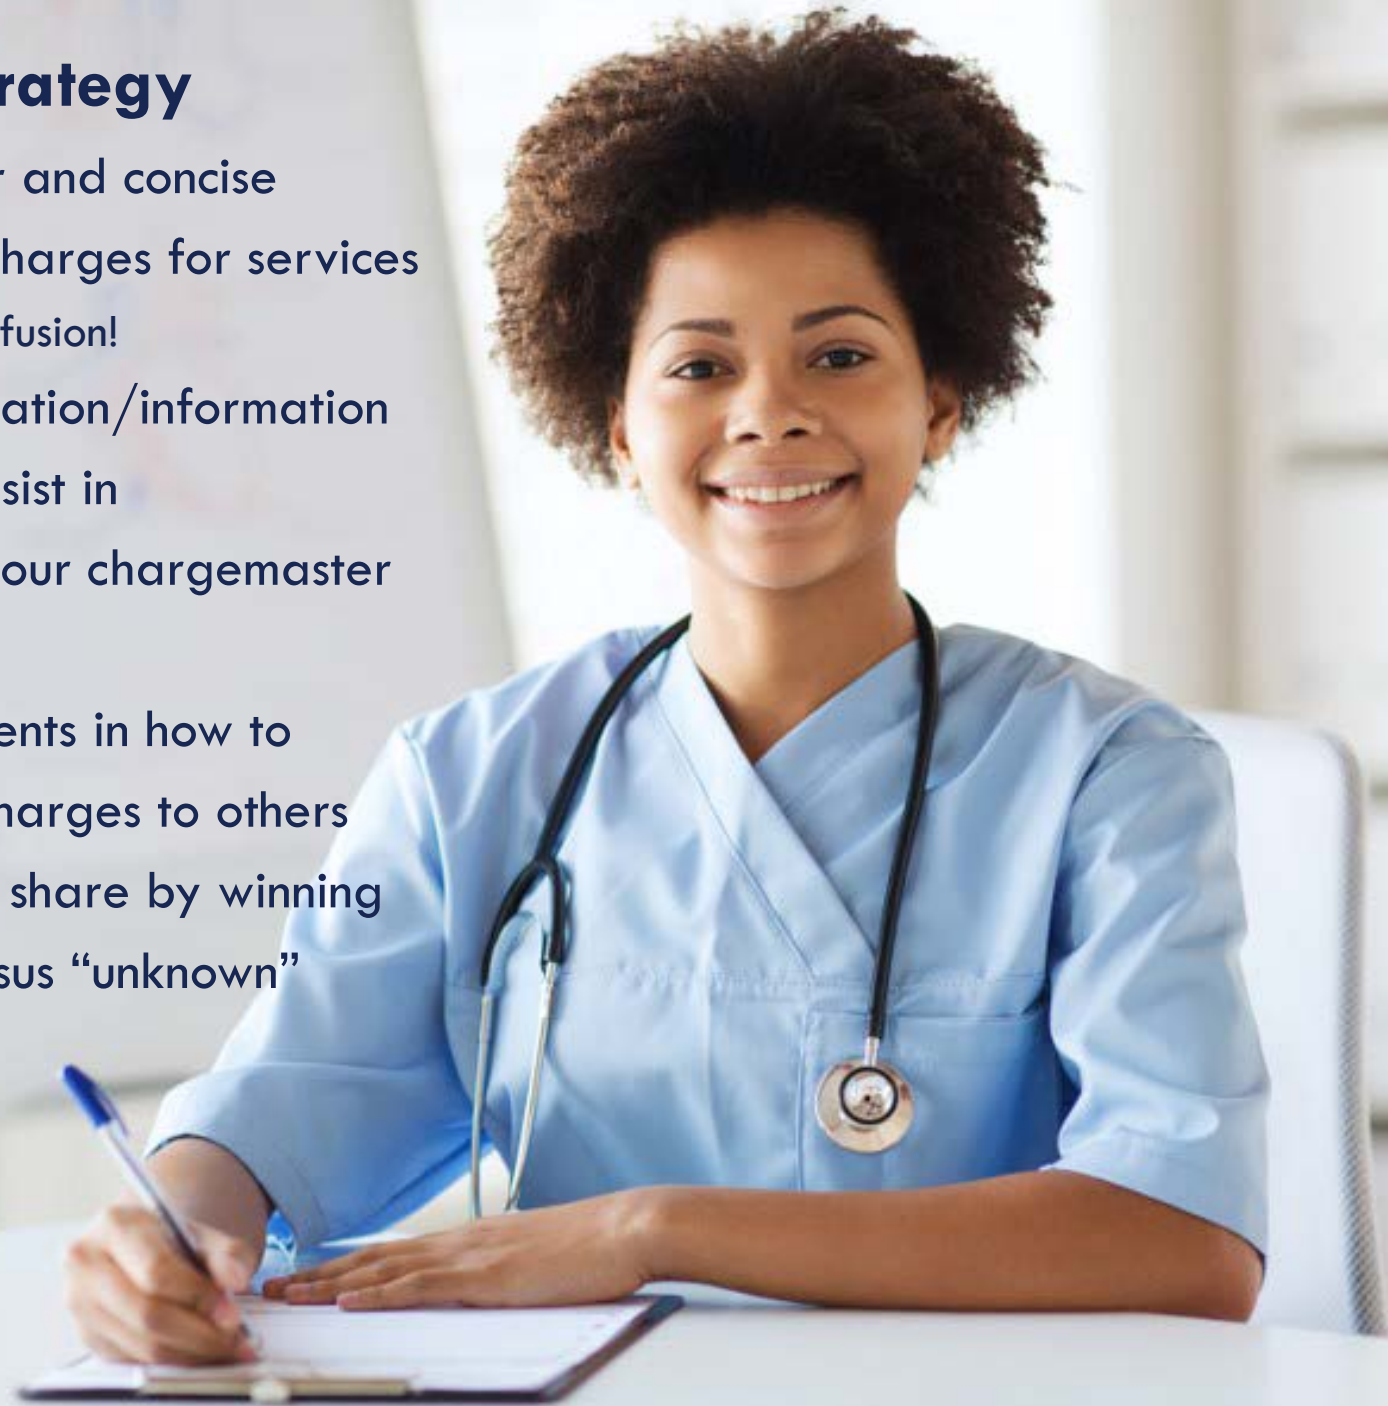 rategy
r and concise
harges for services
fusion!
ation/information
sist in
our chargemaster
ents in how to
harges to others
share by winning
sus “unknown”